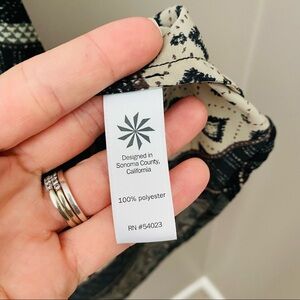 Designed in
Sonoma County,
California
100% polyester
RN #54023